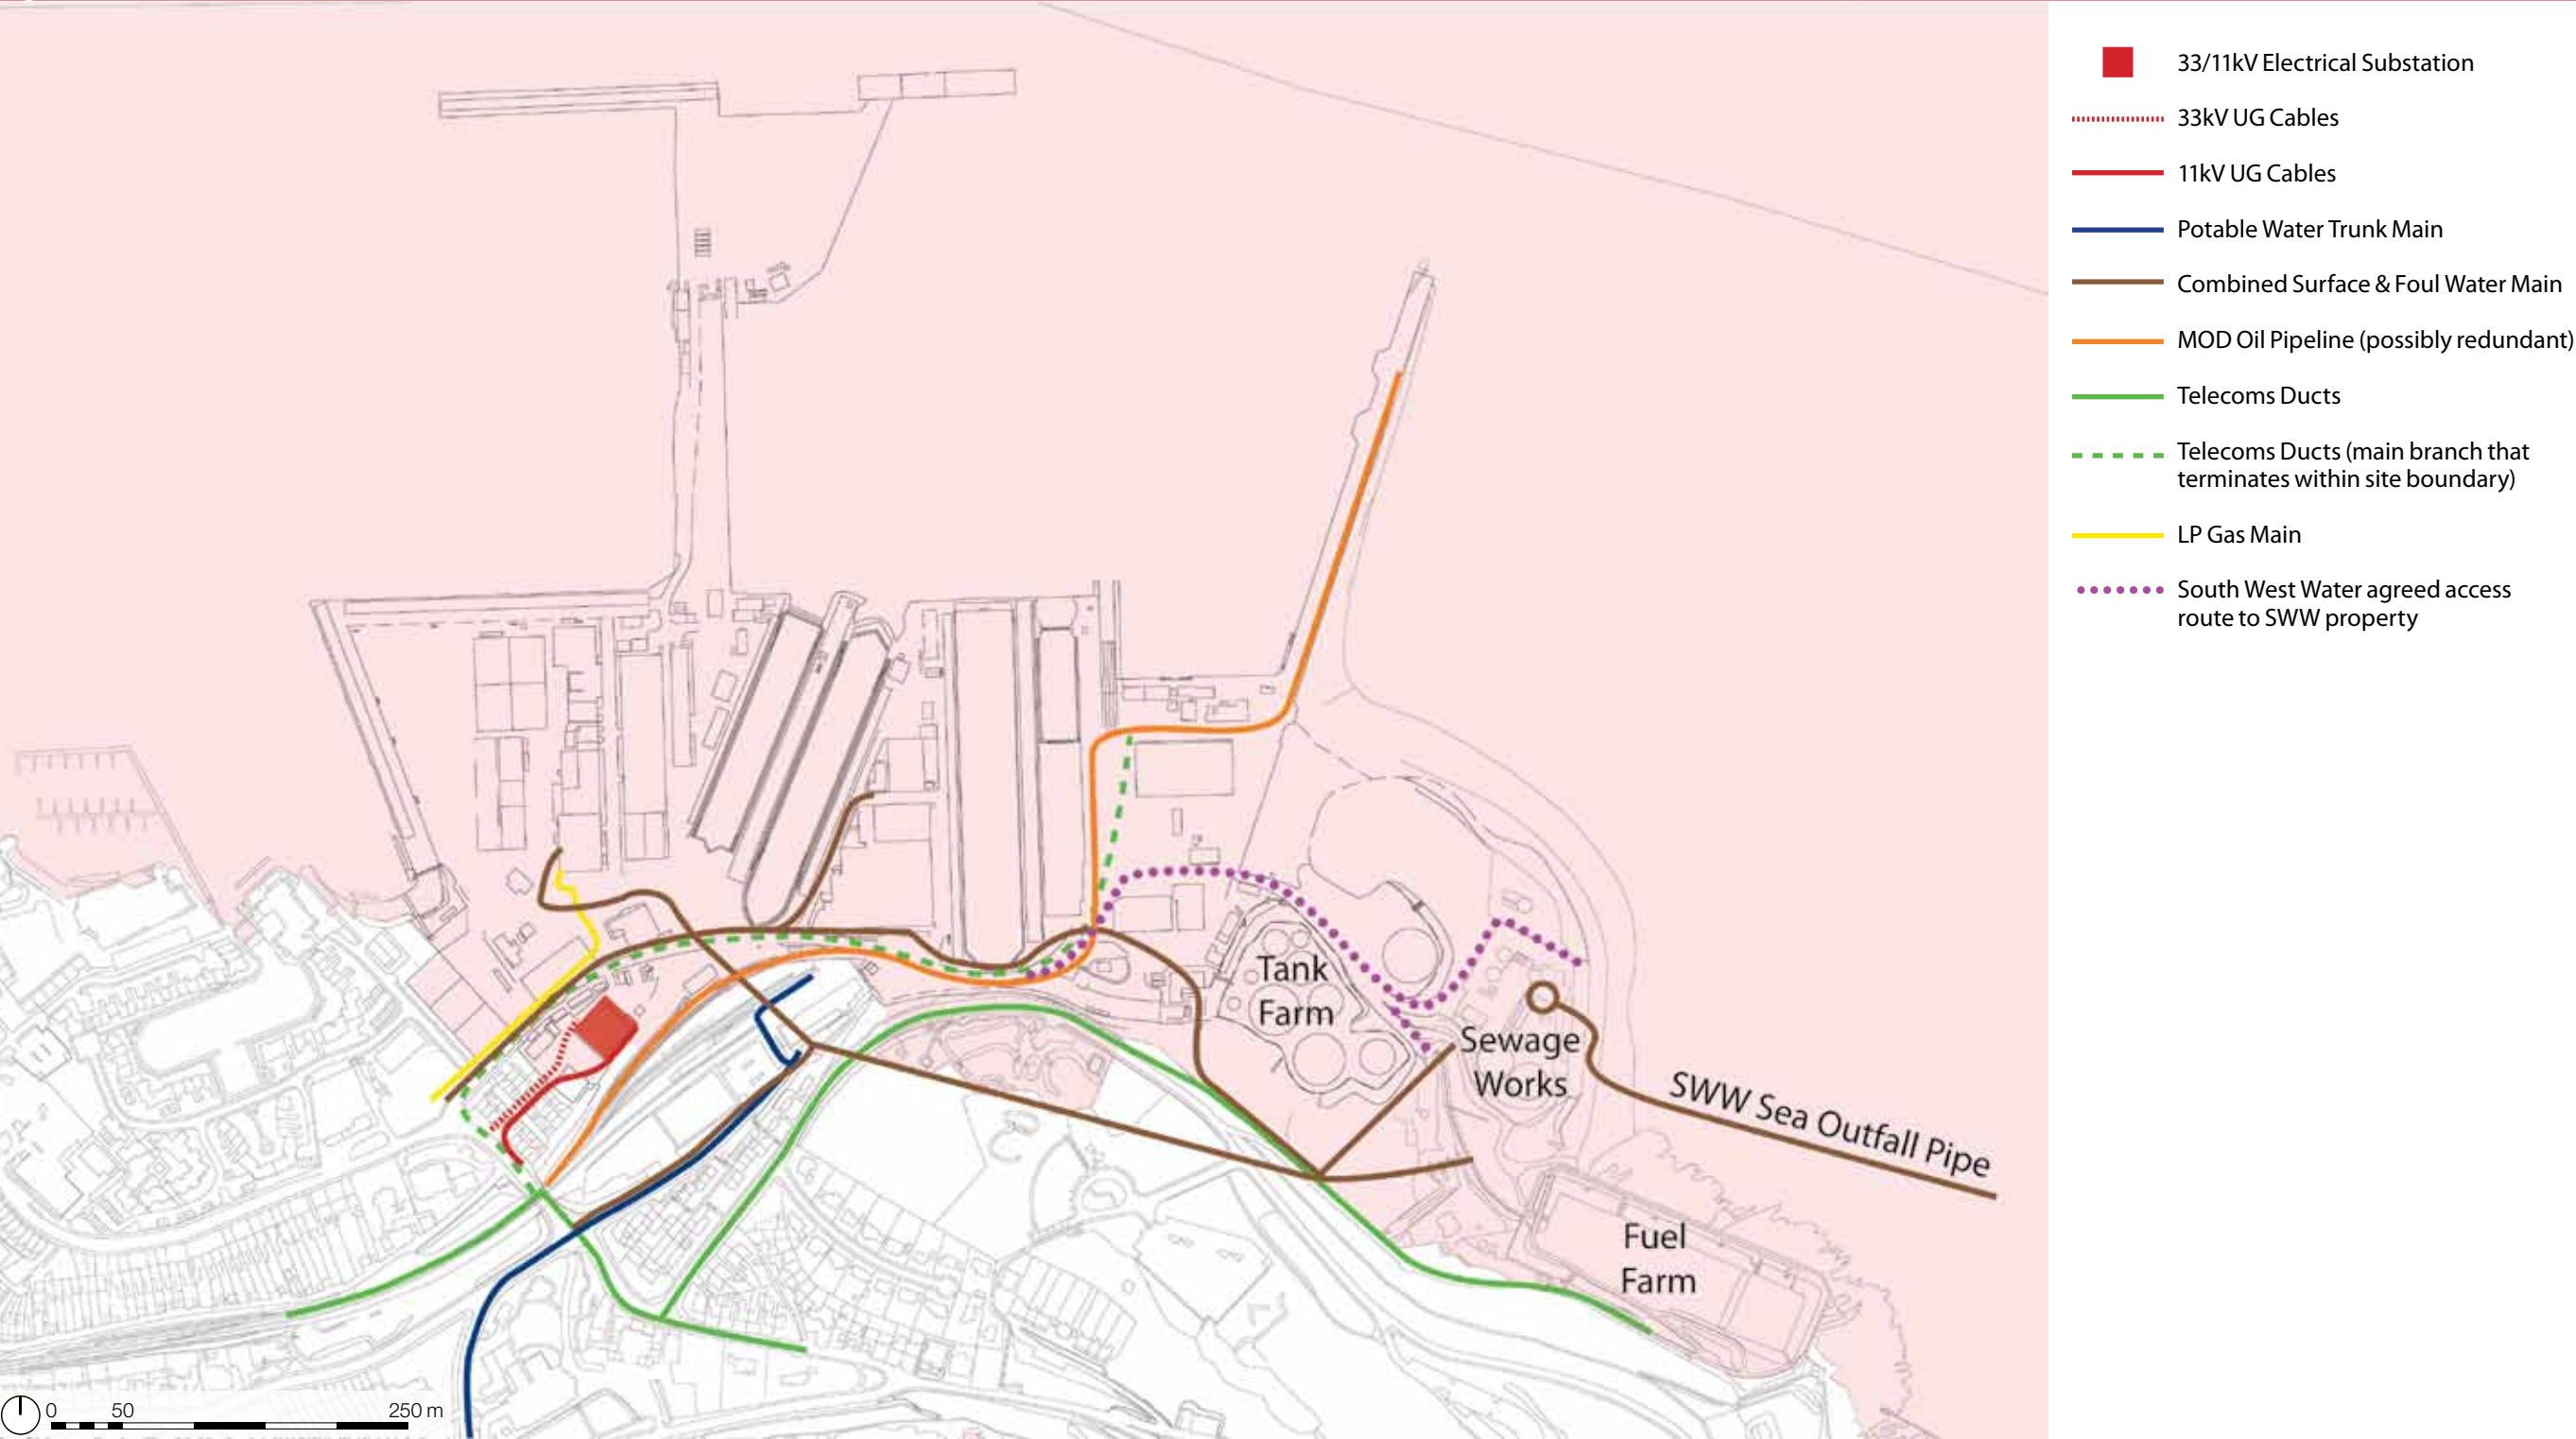 33/11kV Electrical Substation
33kV UG Cables
11kV UG Cables
Potable Water Trunk Main
Combined Surface & Foul Water Main
MOD Oil Pipeline (possibly redundant)
Telecoms Ducts
Telecoms Ducts (main branch that
terminates within site boundary)
LP Gas Main
South West Water agreed access
route to SWW property
Tank
Farm
Sewage
Works
SWW Sea Outfall Pipe
Fuel
Farm
0 50 250 m